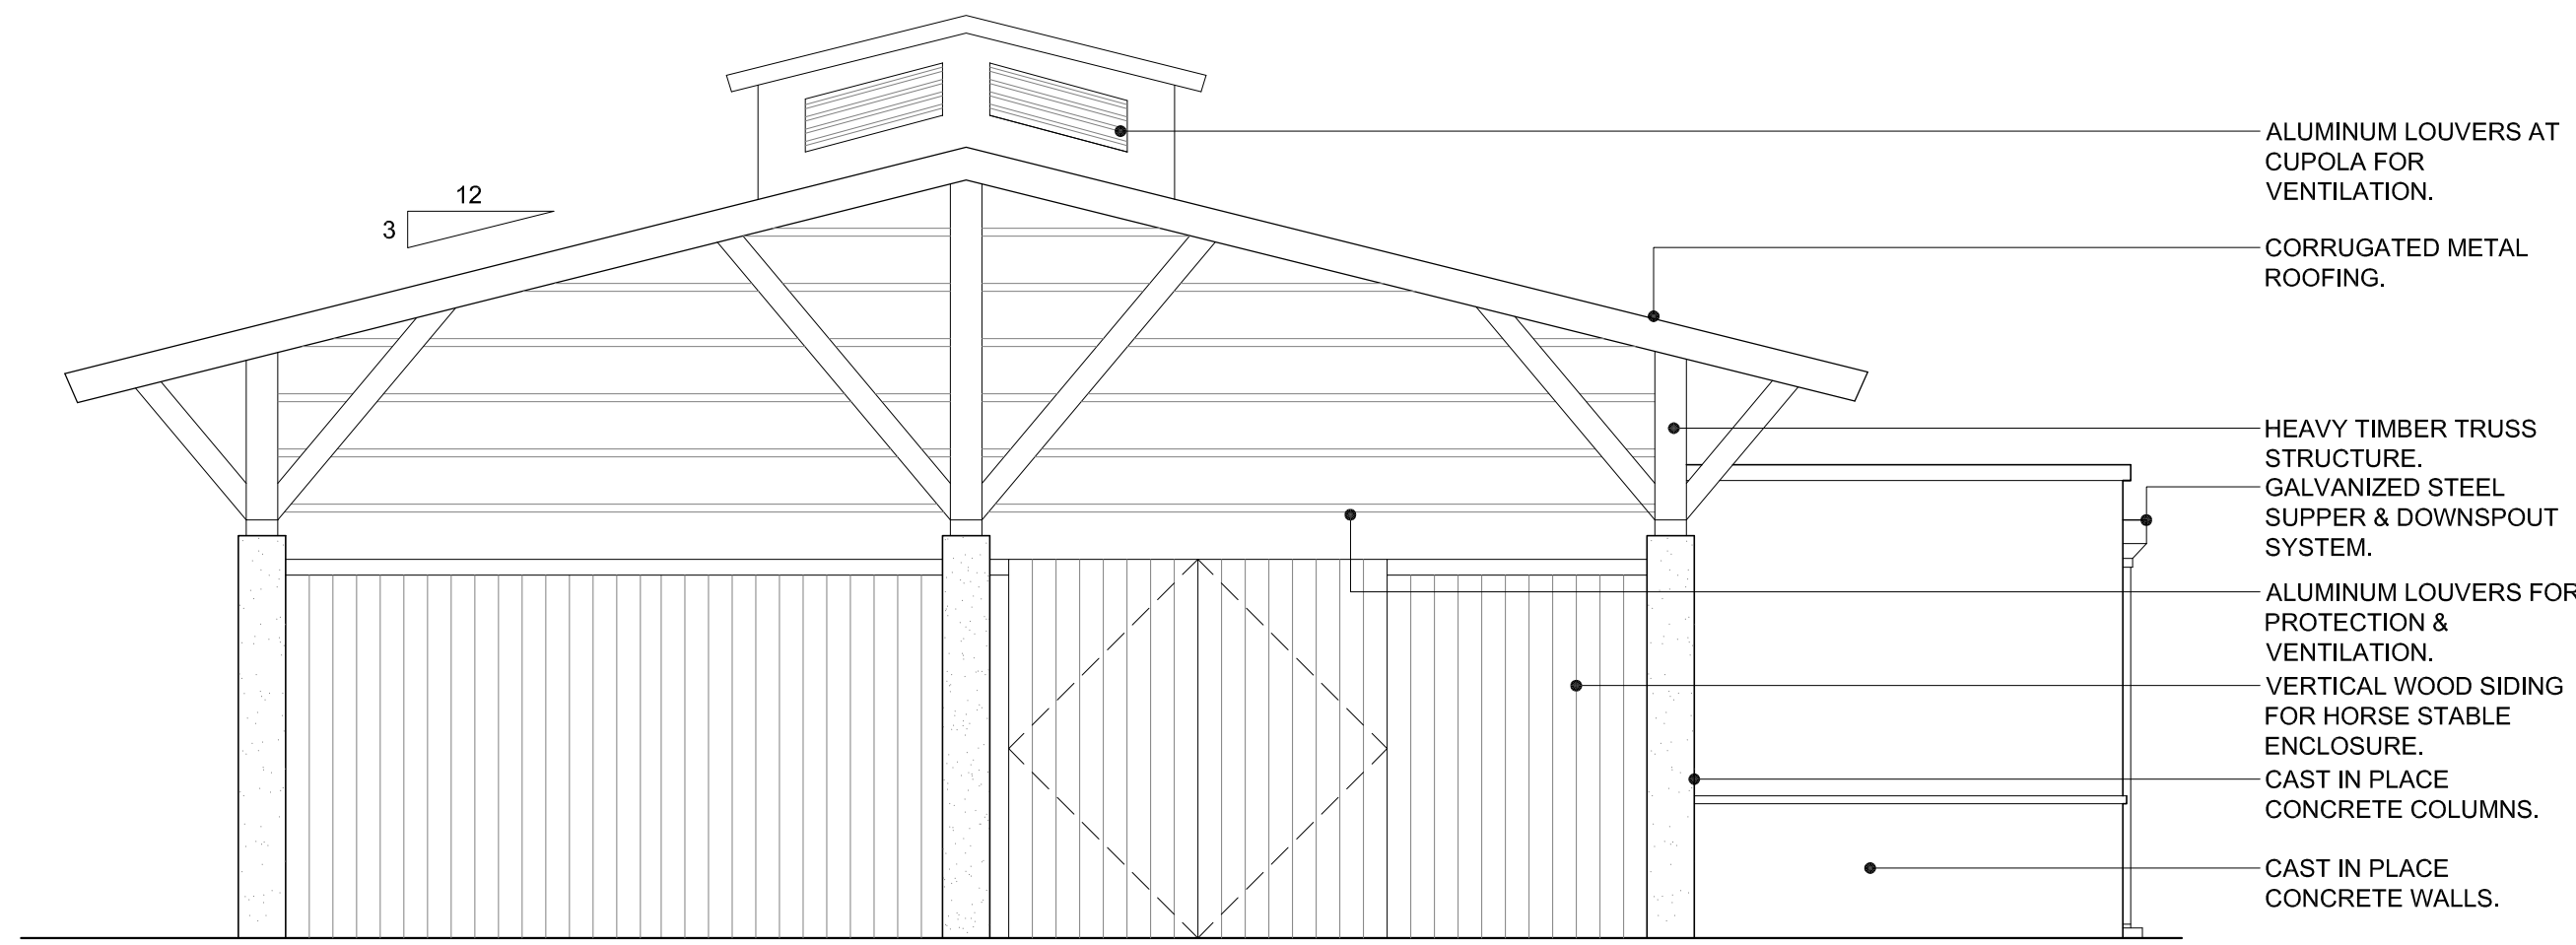 12
3
ALUMINUM LOUVERS AT
CUPOLA FOR
VENTILATION.
CORRUGATED METAL
ROOFING.
HEAVY TIMBER TRUSS
STRUCTURE.
GALVANIZED STEEL
SUPPER & DOWNSPOUT
SYSTEM.
ALUMINUM LOUVERS FOR
PROTECTION &
VENTILATION.
VERTICAL WOOD SIDING
FOR HORSE STABLE
ENCLOSURE.
CAST IN PLACE
CONCRETE COLUMNS.
CAST IN PLACE
CONCRETE WALLS.